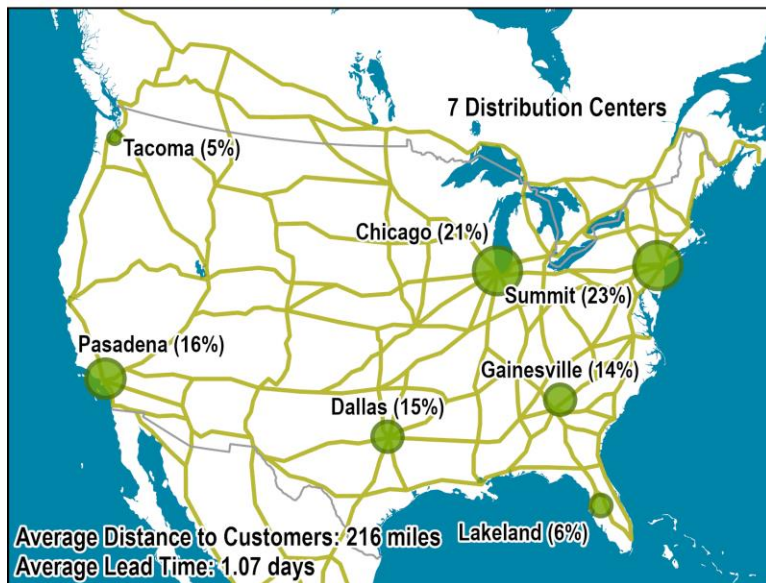 7 Distribution Centers
Tacoma (5%)
Chicago (21%)
Summit (23%)
Pasadena (16%)
Gainesville (14%)
Dallas (15%)
Lakeland (6%)
Average Distance to Customers: 216 miles
Average Lead Time: 1.07 days